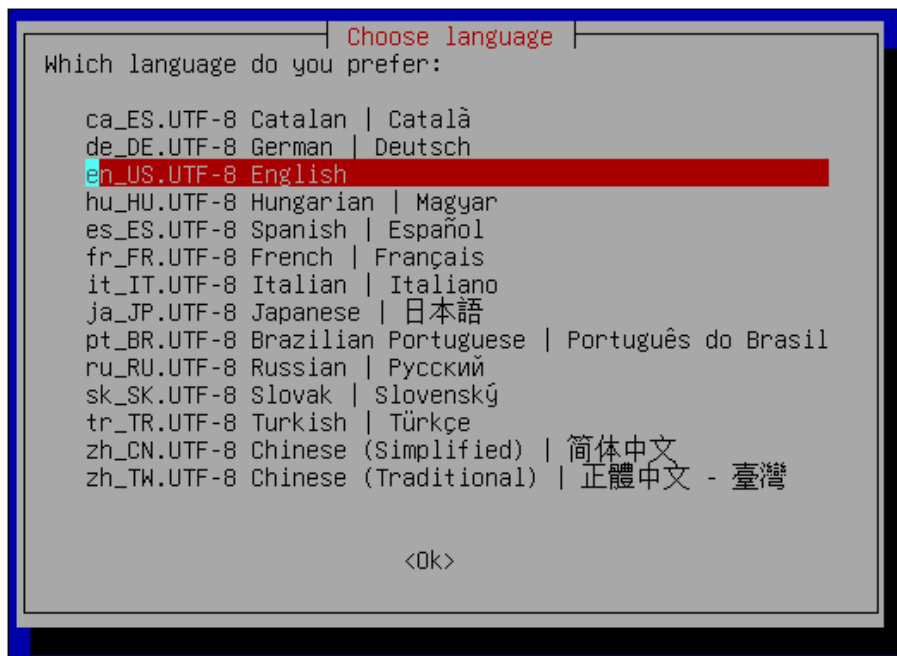 Choose language
Which language do you prefer:
ca_ES.UTF-8 Catalan | Català
de_DE.UTF-8 German | Deutsch
en_US.UTF-8 English
hu_HU.UTF-8 Hungarian | Magyar
es_ES.UTF-8 Spanish | Español
fr_FR.UTF-8 French | Français
it_IT.UTF-8 Italian | Italiano
ja_JP.UTF-8 Japanese | 日本語
pt_BR.UTF-8 Brazilian Portuguese | Português do Brasil
ru_RU.UTF-8 Russian | Русский
sk_SK.UTF-8 Slovak | Slovenský
tr_TR.UTF-8 Turkish | Türkçe
zh_CN.UTF-8 Chinese (Simplified) | 简体中文
zh_TW.UTF-8 Chinese (Traditional) | 正體中文 - 臺灣
<Ok>